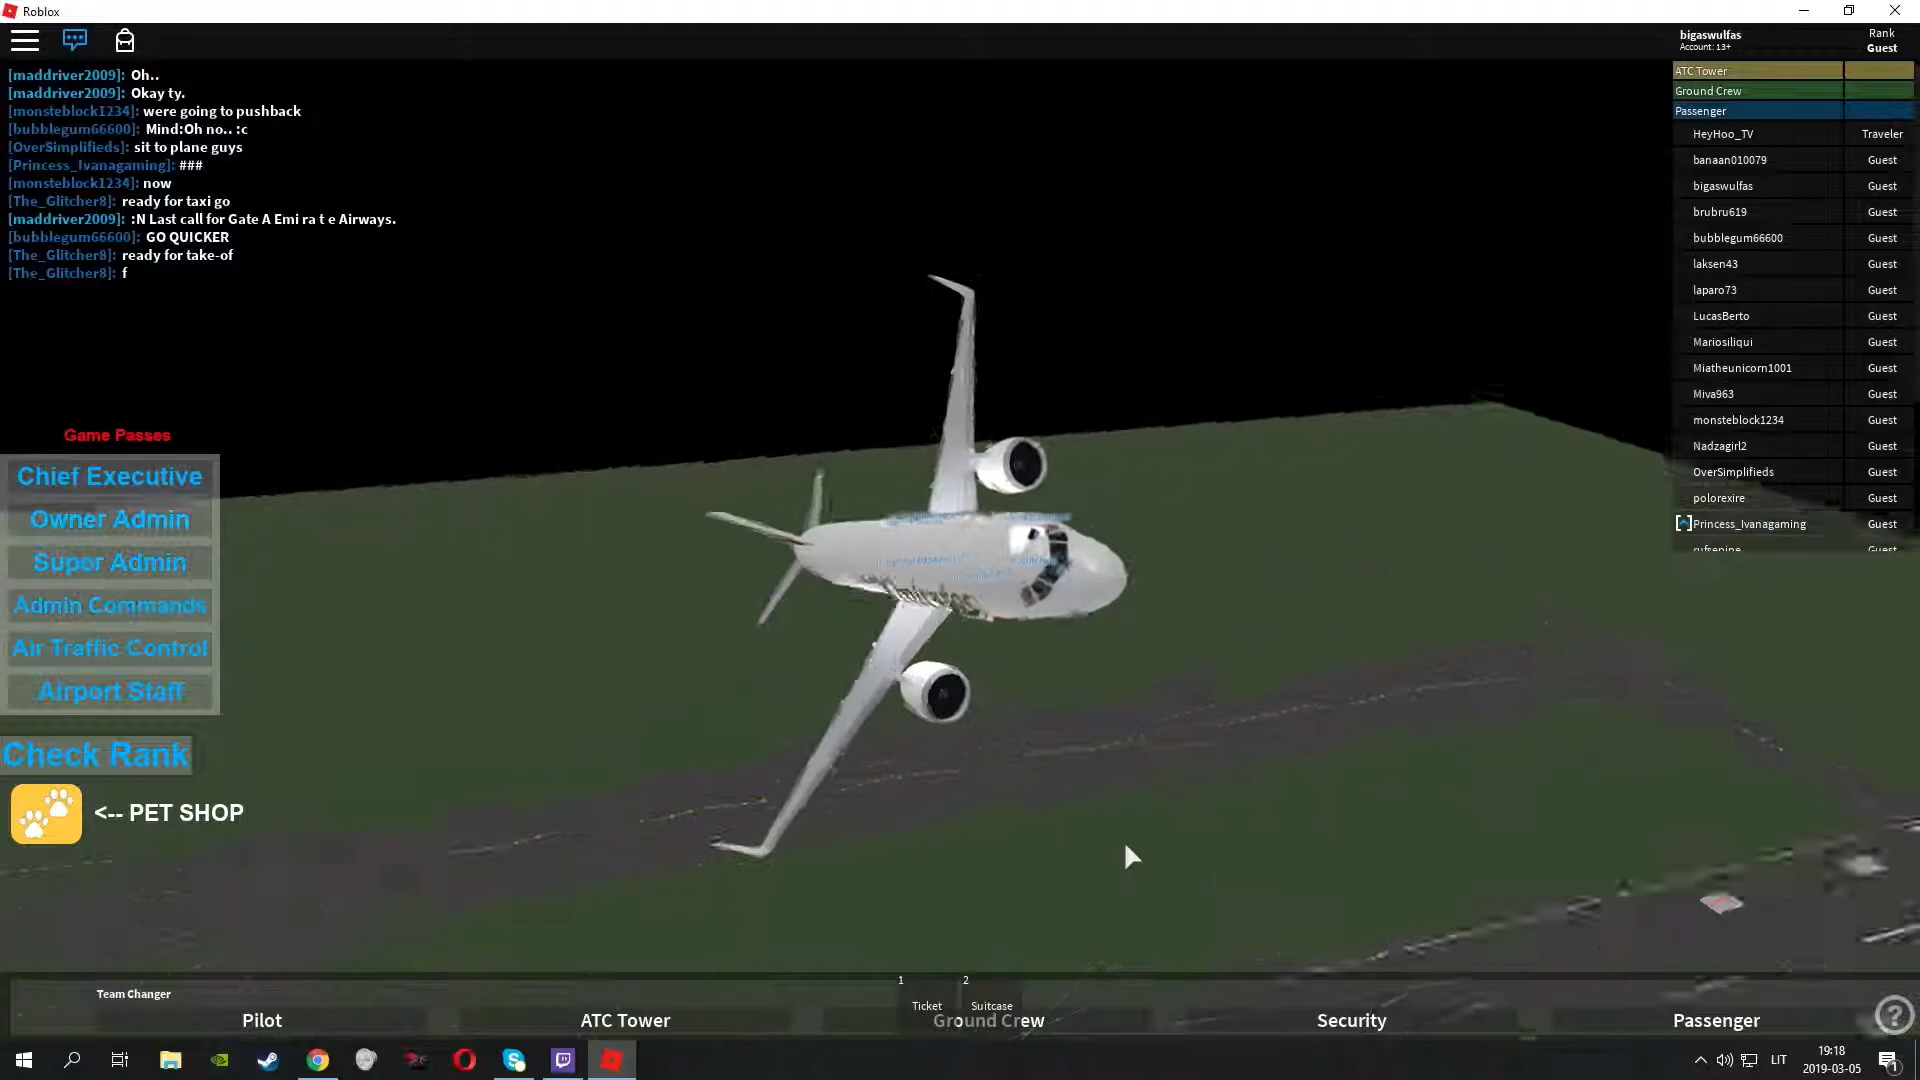 Roblox
[maddriver2009]: Oh..
[maddriver2009]: Okay ty.
[monsteblock1234]: were going to pushback
[bubblegum66600]: Mind:Oh no.. :c
[OverSimplifieds]: sit to plane guys
[Princess_Ivanagaming]: ###
[monsteblock1234]: now
[The_Glitcher8]: ready for taxi go
[maddriver2009]: :N Last call for Gate A Emi ra t e Airways.
[bubblegum66600]: GO QUICKER
[The_Glitcher8]: ready for take-of
[The_Glitcher8]: f
bigaswulfas Rank
Account: 13+ Guest
ATC Tower
Ground Crew
Passenger
HeyHoo_TV Traveler
banaan010079 Guest
bigaswulfas Guest
brubru619 Guest
bubblegum66600 Guest
laksen43 Guest
laparo73 Guest
LucasBerto Guest
Mariosiliqui Guest
Miatheunicorn1001 Guest
Miva963 Guest
monsteblock1234 Guest
Nadzagirl2 Guest
OverSimplifieds Guest
polorexire Guest
Princess_Ivanagaming Guest
Guest
Game Passes
Chief Executive
Owner Admin
Supor Admin
Admin Commands
Air Traffic Control
Airport Staff
Check Rank
<-- PET SHOP
Team Changer
1 2
Ticket Suitcase
Pilot ATC Tower Ground Crew Security Passenger
?
LIT
19:18
2019-03-05
1